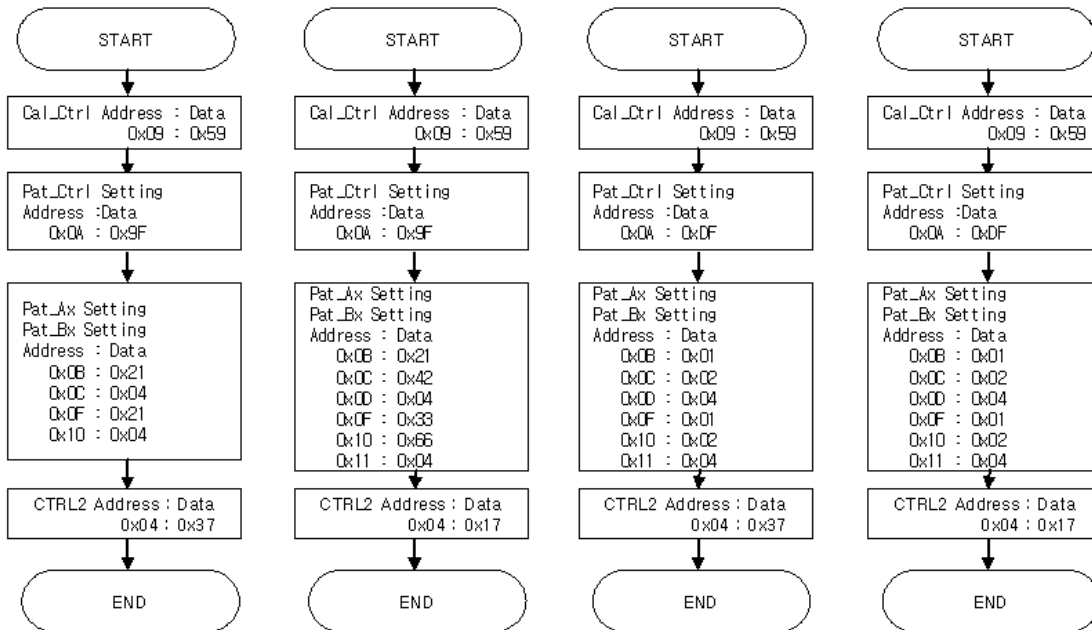 START
Cal_Ctrl Address : Data
0x09 : 0x59
Pat_Ctrl Setting
Address :Data
0x0A : 0x9F
Pat_Ax Setting
Pat_Bx Setting
Address : Data
0x0B : 0x21
0x0C : 0x04
0x0F : 0x21
0x10 : 0x04
CTRL2 Address : Data
0x04 : 0x37
END
START
Cal_Ctrl Address : Data
0x09 : 0x59
Pat_Ctrl Setting
Address :Data
0x0A : 0x9F
Pat_Ax Setting
Pat_Bx Setting
Address : Data
0x0B : 0x21
0x0C : 0x42
0x0D : 0x04
0x0F : 0x33
0x10 : 0x66
0x11 : 0x04
CTRL2 Address : Data
0x04 : 0x17
END
START
Cal_Ctrl Address : Data
0x09 : 0x59
Pat_Ctrl Setting
Address :Data
0x0A : 0xDF
Pat_Ax Setting
Pat_Bx Setting
Address : Data
0x0B : 0x01
0x0C : 0x02
0x0D : 0x04
0x0F : 0x01
0x10 : 0x02
0x11 : 0x04
CTRL2 Address : Data
0x04 : 0x37
END
START
Cal_Ctrl Address : Data
0x09 : 0x59
Pat_Ctrl Setting
Address :Data
0x0A : 0xDF
Pat_Ax Setting
Pat_Bx Setting
Address : Data
0x0B : 0x01
0x0C : 0x02
0x0D : 0x04
0x0F : 0x01
0x10 : 0x02
0x11 : 0x04
CTRL2 Address : Data
0x04 : 0x17
END